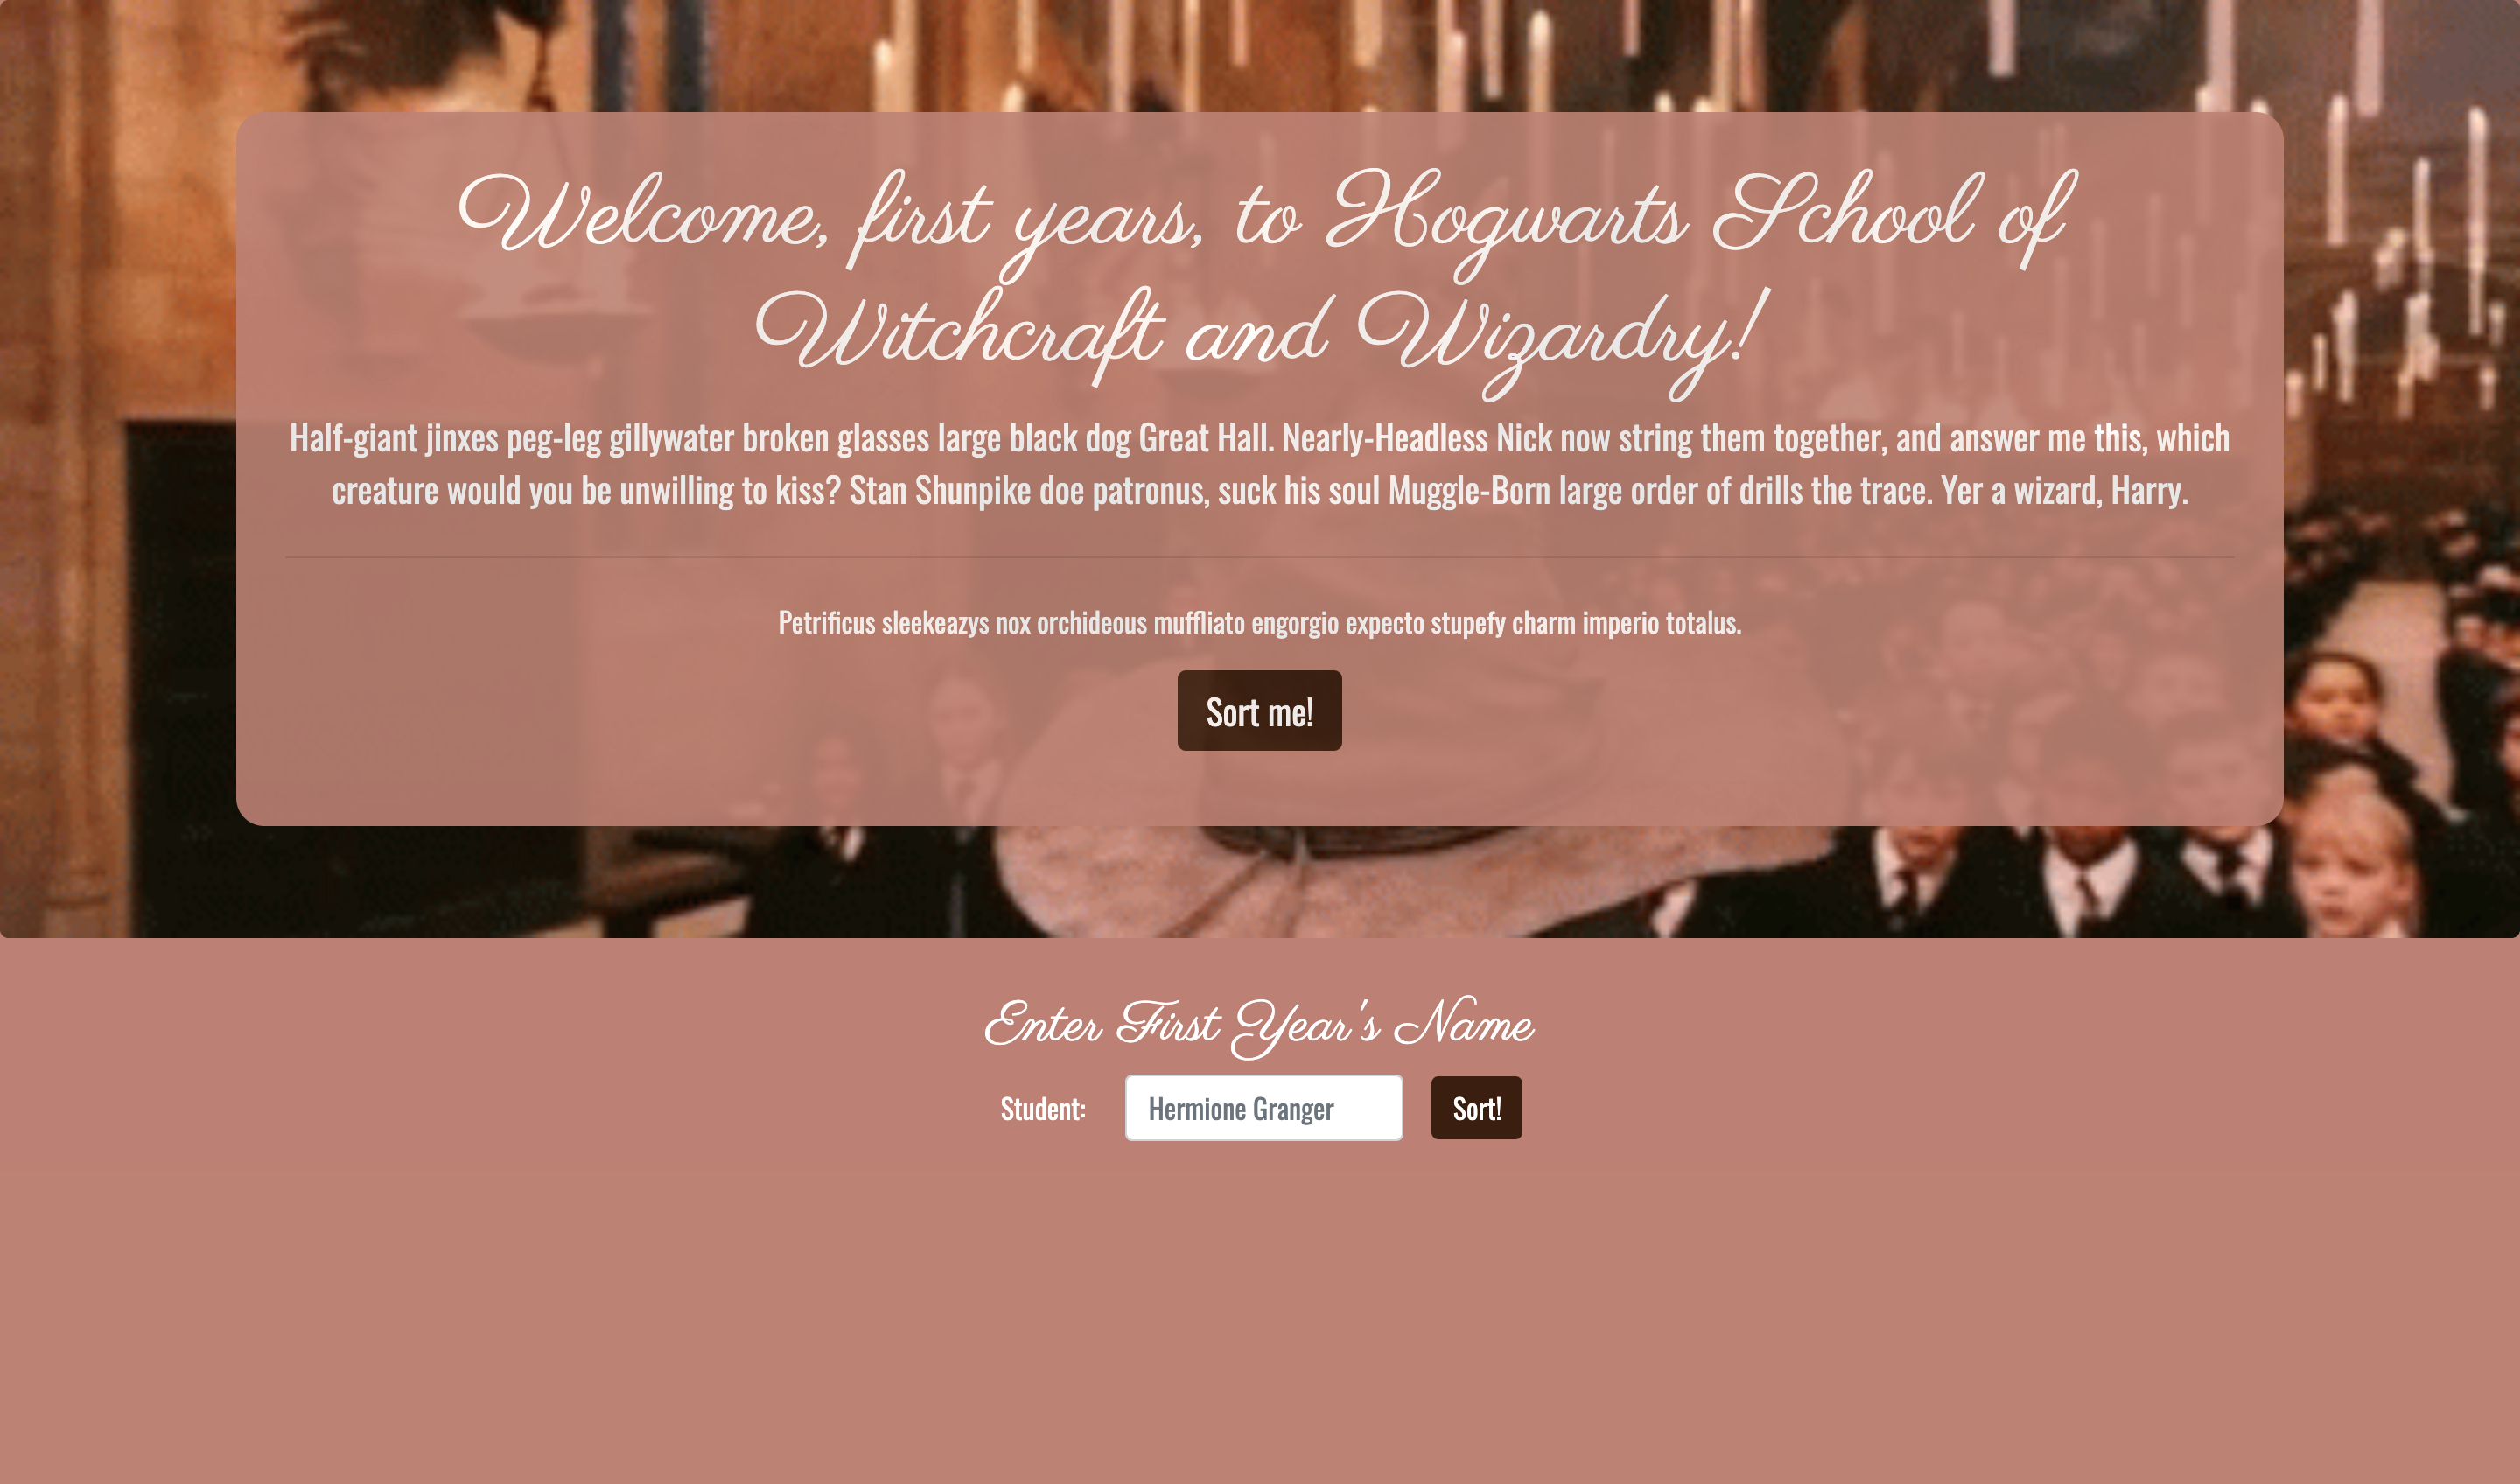 Welcome, first years, to Hogwarts School of
Witchcraft and Wizardry!
Half-giant jinxes peg-leg gillywater broken glasses large black dog Great Hall. Nearly-Headless Nick now string them together, and answer me this, which
creature would you be unwilling to kiss? Stan Shunpike doe patronus, suck his soul Muggle-Born large order of drills the trace. Yer a wizard, Harry.
Petrificus sleekeazys nox orchideous muffliato engorgio expecto stupefy charm imperio totalus.
Sort me!
Enter First Year's Name
Student: Hermione Granger Sort!